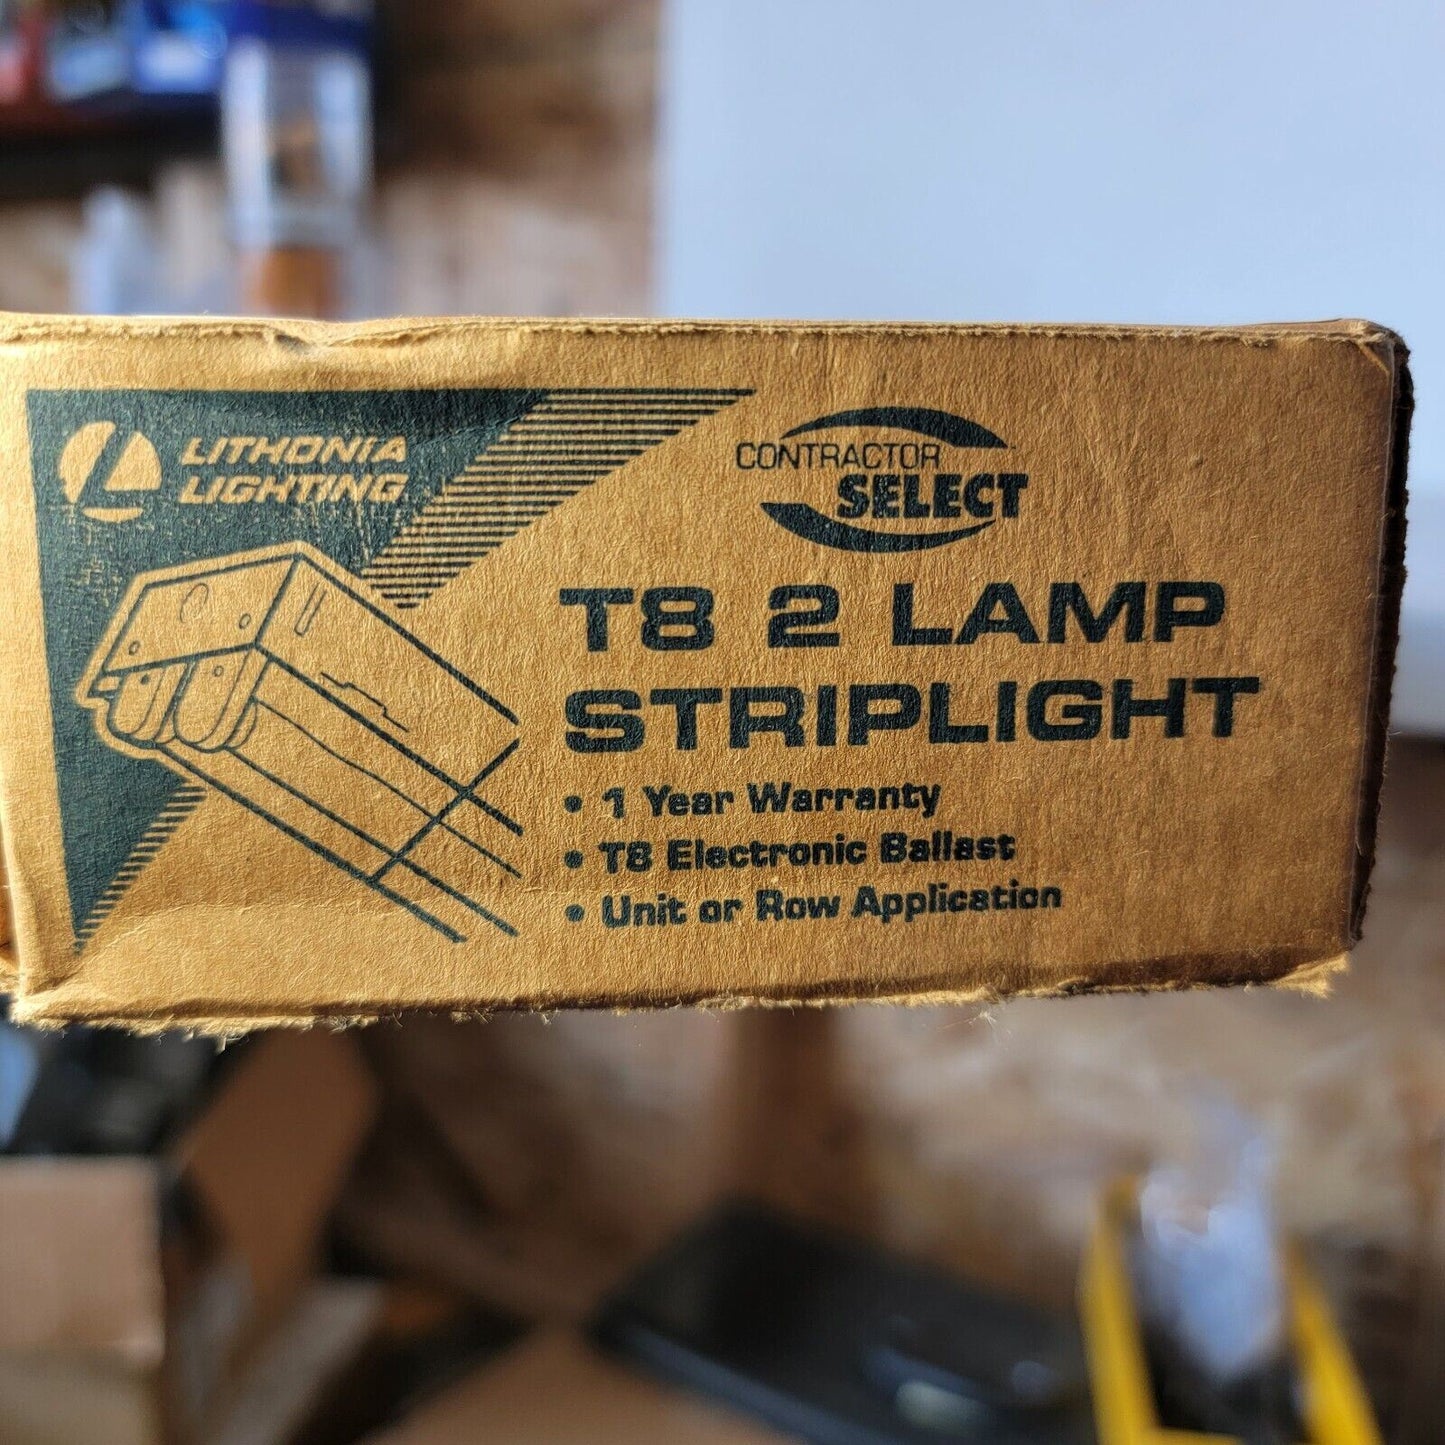 LITHONIA
LIGHTING
CONTRACTOR
SELECT
T8 2 LAMP
STRIPLIGHT
• 1 Year Warranty
• T8 Electronic Ballast
• Unit or Row Application